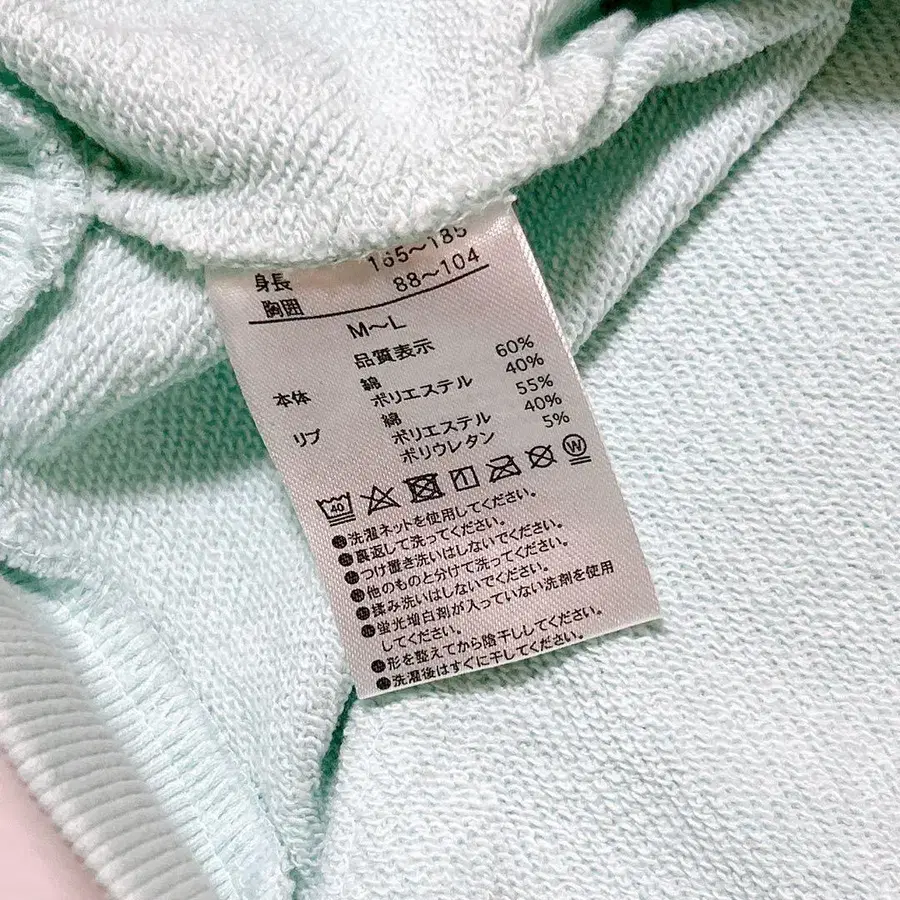 身長 165～185
胸囲 88～104
M～L
品質表示
本体 綿 60%
ポリエステル 40%
リブ 綿 55%
ポリエステル 40%
ポリウレタン 5%
40 W
●洗濯ネットを使用してください。
●裏返して洗ってください。
●つけ置き洗いはしないでください。
●他のものと分けて洗ってください。
●揉み洗いはしないでください。
●蛍光増白剤が入っていない洗剤を使用
してください。
●形を整えてから陰干ししてください。
●洗濯後はすぐに干してください。